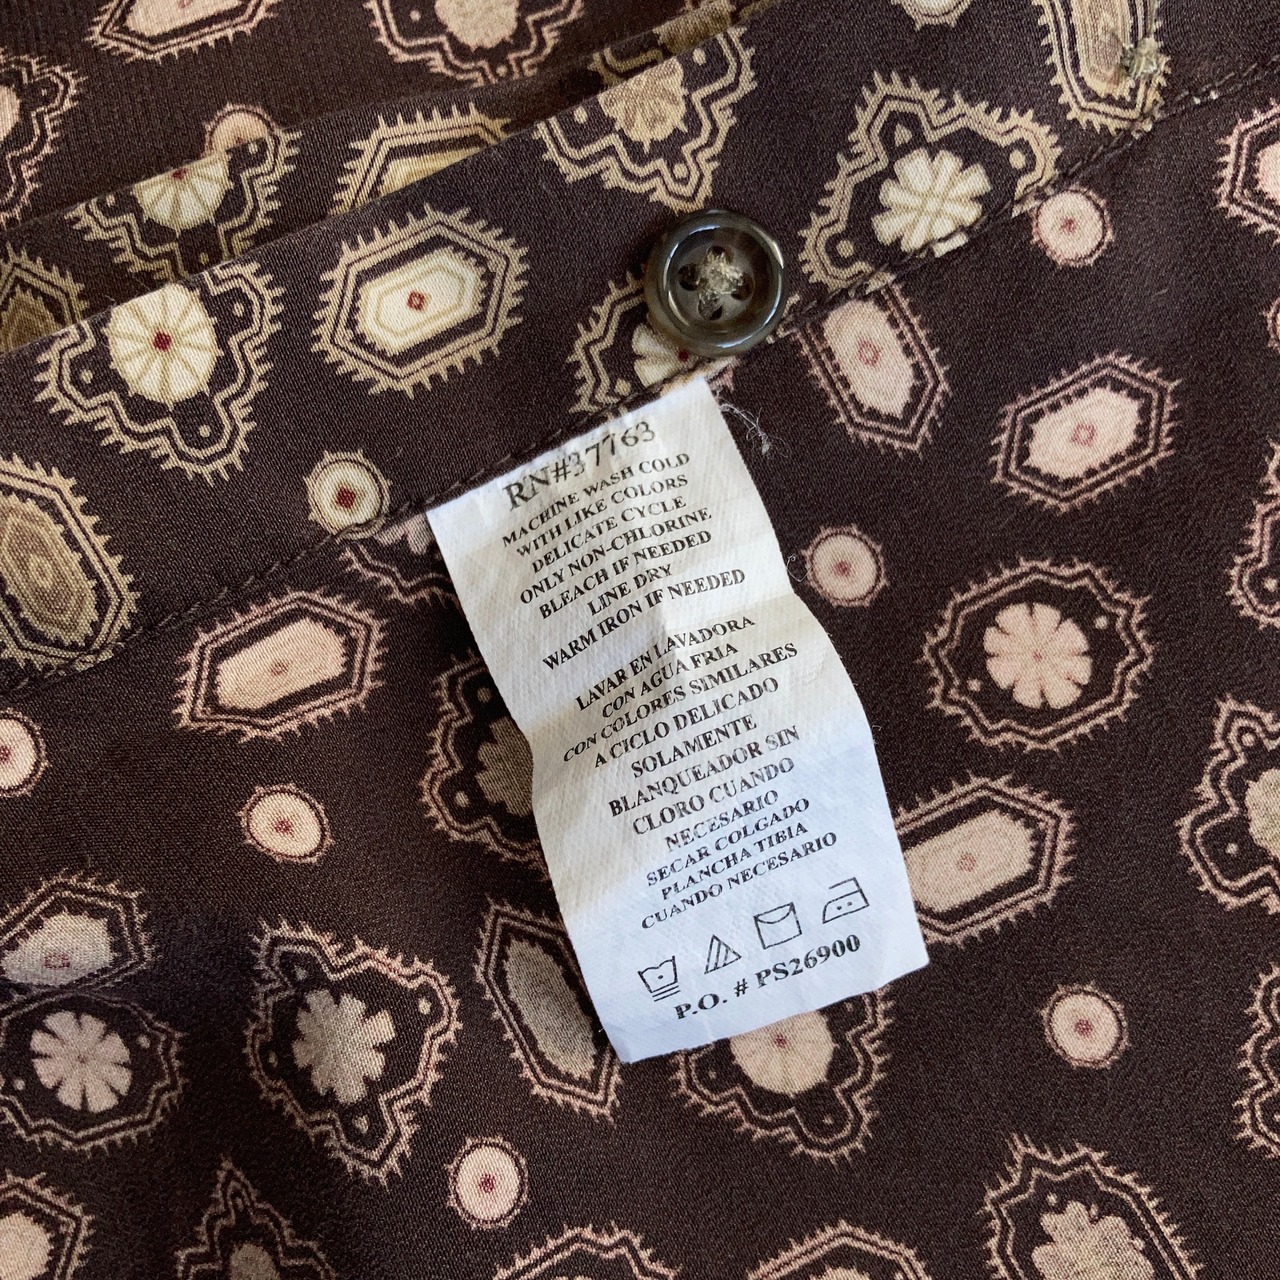 RN#37763
MACHINE WASH COLD
WITH LIKE COLORS
DELICATE CYCLE
ONLY NON-CHLORINE
BLEACH IF NEEDED
LINE DRY
WARM IRON IF NEEDED
LAVAR EN LAVADORA
CON AGUA FRIA
CON COLORES SIMILARES
A CICLO DELICADO
SOLAMENTE
BLANQUEADOR SIN
CLORO CUANDO
NECESARIO
SECAR COLGADO
PLANCHA TIBIA
CUANDO NECESARIO
P.O. # PS26900